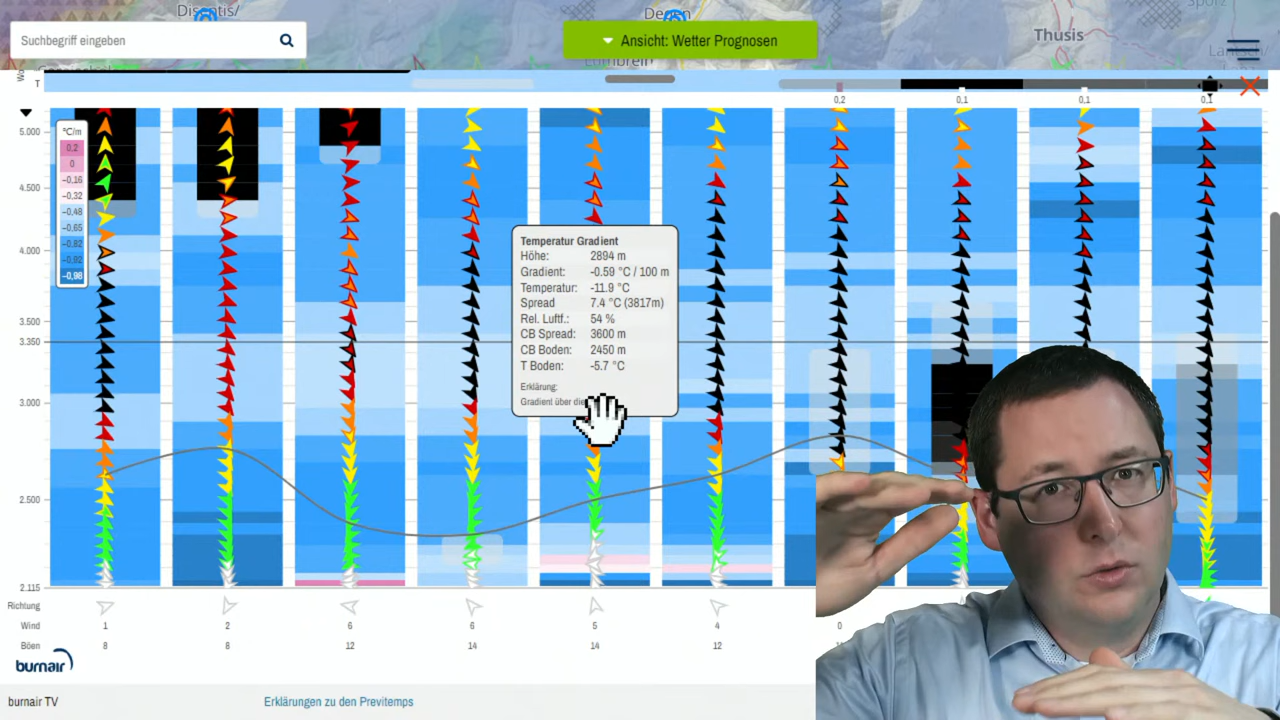 Disentis/
Degen
Sporz
Suchbegriff eingeben
Ansicht: Wetter Prognosen
Thusis
Lumbrein
T
0,2
0,1
0,1
0,1
5.000
°C/m
0,2
0
-0,16
-0,32
-0,48
-0,65
-0,82
-0,92
-0,98
4.500
4.000
3.500
3.350
3.000
2.500
2.115
Temperatur Gradient
Höhe: 2894 m
Gradient: -0.59 °C / 100 m
Temperatur: -11.9 °C
Spread 7.4 °C (3817m)
Rel. Luftf.: 54 %
CB Spread: 3600 m
CB Boden: 2450 m
T Boden: -5.7 °C
Erklärung:
Gradient über die
Richtung
Wind 1 2 6 6 5 4 0
Böen 8 8 12 14 14 12
burnair
burnair TV
Erklärungen zu den Previtemps